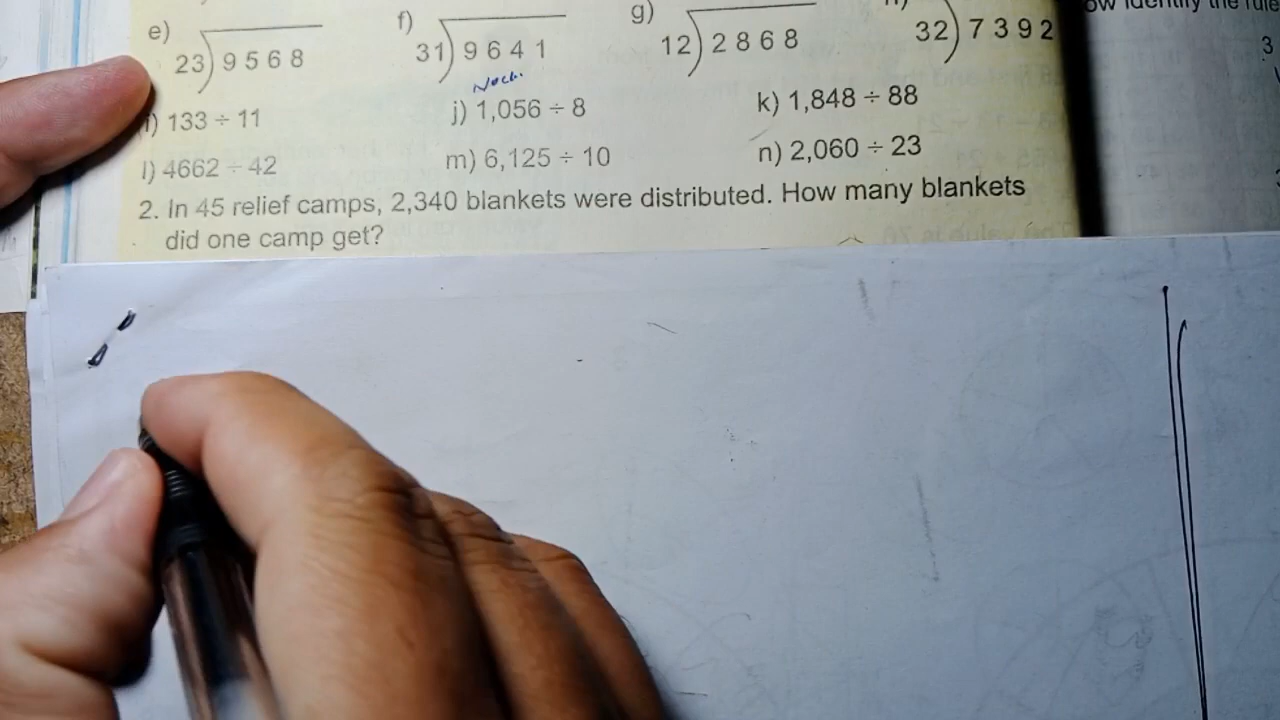 e) 23)9568 f) 31)9641 g) 12)2868 32)7392
i) 133 ÷ 11 j) 1,056 ÷ 8 k) 1,848 ÷ 88
l) 4662 ÷ 42 m) 6,125 ÷ 10 n) 2,060 ÷ 23
2. In 45 relief camps, 2,340 blankets were distributed. How many blankets
did one camp get?
identify the rule
3